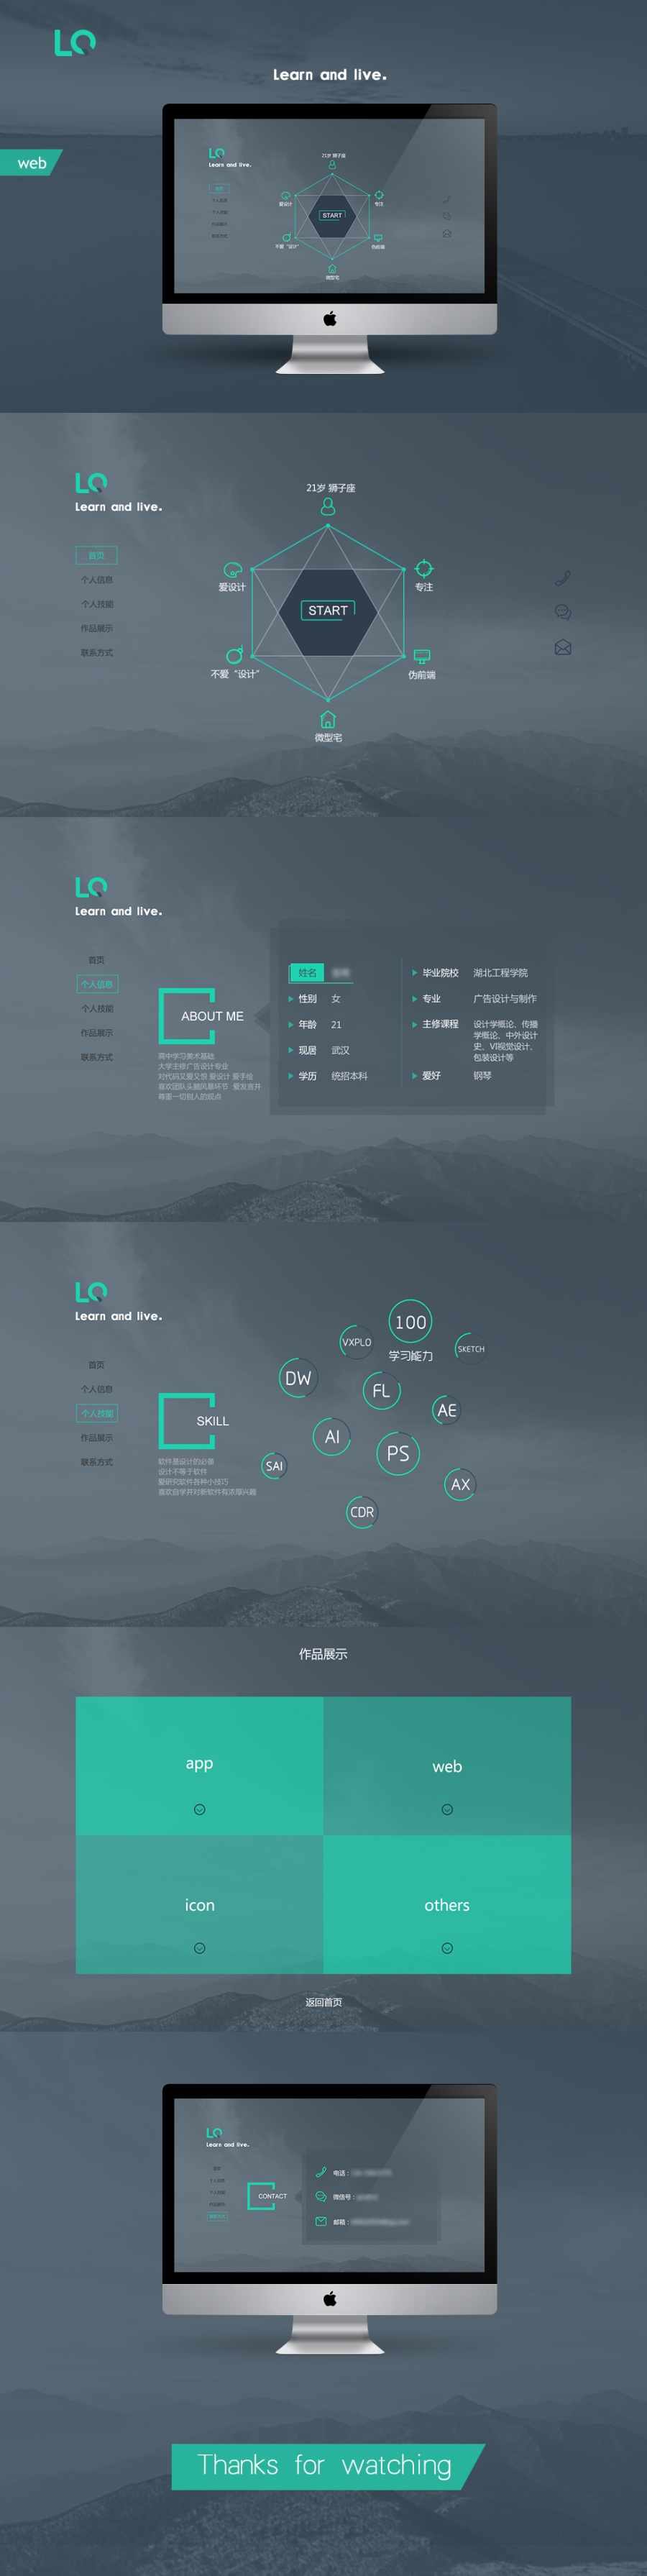 LQ
Learn and live.
web
LQ
Learn and live.
首页
个人信息
个人技能
作品展示
联系方式
21岁 狮子座
爱设计
专注
START
不爱“设计”
伪前端
微型宅
LQ
Learn and live.
首页
个人信息
个人技能
作品展示
联系方式
21岁 狮子座
爱设计
专注
START
不爱“设计”
伪前端
微型宅
LQ
Learn and live.
首页
个人信息
个人技能
作品展示
联系方式
ABOUT ME
高中学习美术基础
大学主修广告设计专业
对代码又爱又恨 爱设计 爱手绘
喜欢团队头脑风暴环节 爱发言并
尊重一切别人的观点
姓名
性别 女
年龄 21
现居 武汉
学历 统招本科
毕业院校 湖北工程学院
专业 广告设计与制作
主修课程 设计学概论、传播
学概论、中外设计
史、VI视觉设计、
包装设计等
爱好 钢琴
LQ
Learn and live.
首页
个人信息
个人技能
作品展示
联系方式
SKILL
软件是设计的必备
设计不等于软件
爱研究软件各种小技巧
喜欢自学并对新软件有浓厚兴趣
100
学习能力
VXPLO
SKETCH
DW
FL
AE
AI
PS
SAI
AX
CDR
作品展示
app
web
icon
others
返回首页
LQ
Learn and live.
首页
个人信息
个人技能
作品展示
联系方式
CONTACT
电话：
微信号：
邮箱：
Thanks for watching